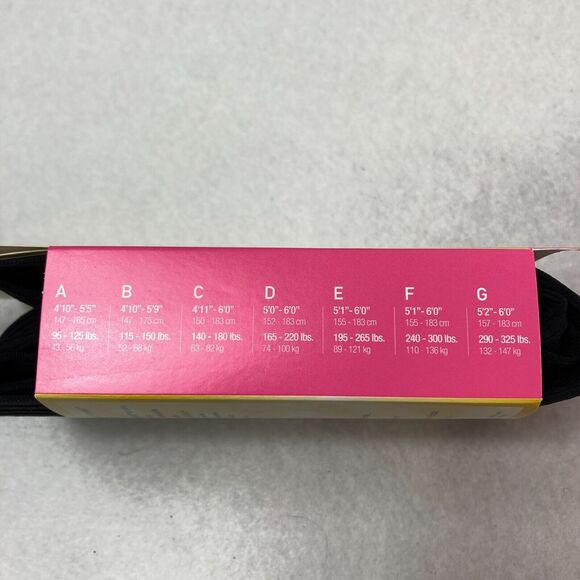 A B C D E F G
4'10"- 5'5" 4'10"- 5'9" 4'11"- 6'0" 5'0"- 6'0" 5'1"- 6'0" 5'1"- 6'0" 5'2"- 6'0"
147 - 165 cm 147 - 175 cm 150 - 183 cm 152 - 183 cm 155 - 183 cm 155 - 183 cm 157 - 183 cm
95 - 125 lbs. 115 - 150 lbs. 140 - 180 lbs. 165 - 220 lbs. 195 - 265 lbs. 240 - 300 lbs. 290 - 325 lbs.
43 - 56 kg 52 - 68 kg 63 - 82 kg 74 - 100 kg 89 - 121 kg 110 - 136 kg 132 - 147 kg